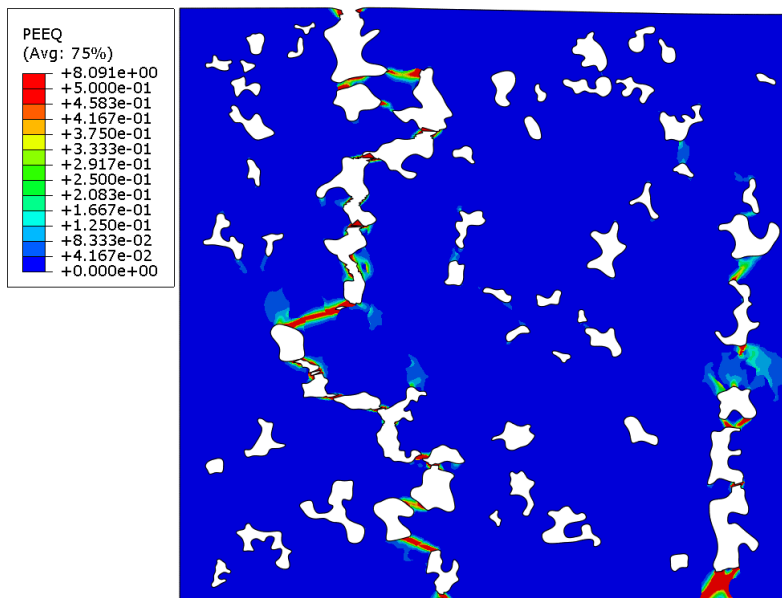 PEEQ
(Avg: 75%)
+8.091e+00
+5.000e-01
+4.583e-01
+4.167e-01
+3.750e-01
+3.333e-01
+2.917e-01
+2.500e-01
+2.083e-01
+1.667e-01
+1.250e-01
+8.333e-02
+4.167e-02
+0.000e+00